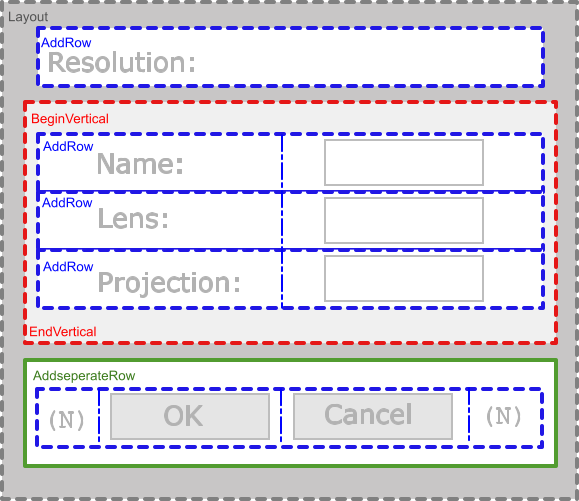 Layout
AddRow
Resolution:
BeginVertical
AddRow
Name:
AddRow
Lens:
AddRow
Projection:
EndVertical
AddseperateRow
(N) OK Cancel (N)